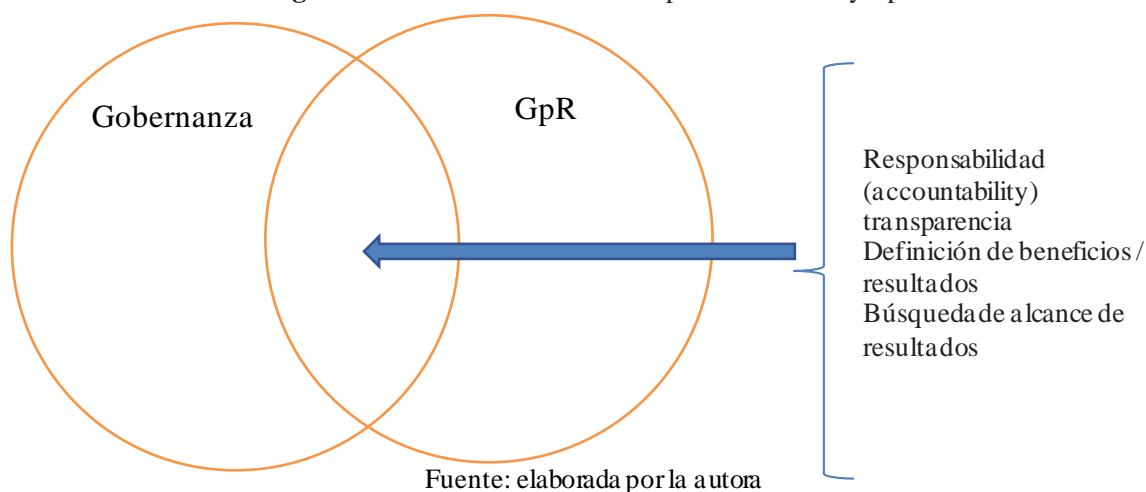 Gobernanza
GpR
Responsabilidad
(accountability)
transparencia
Definición de beneficios /
resultados
Búsqueda de alcance de
resultados
Fuente: elaborada por la autora